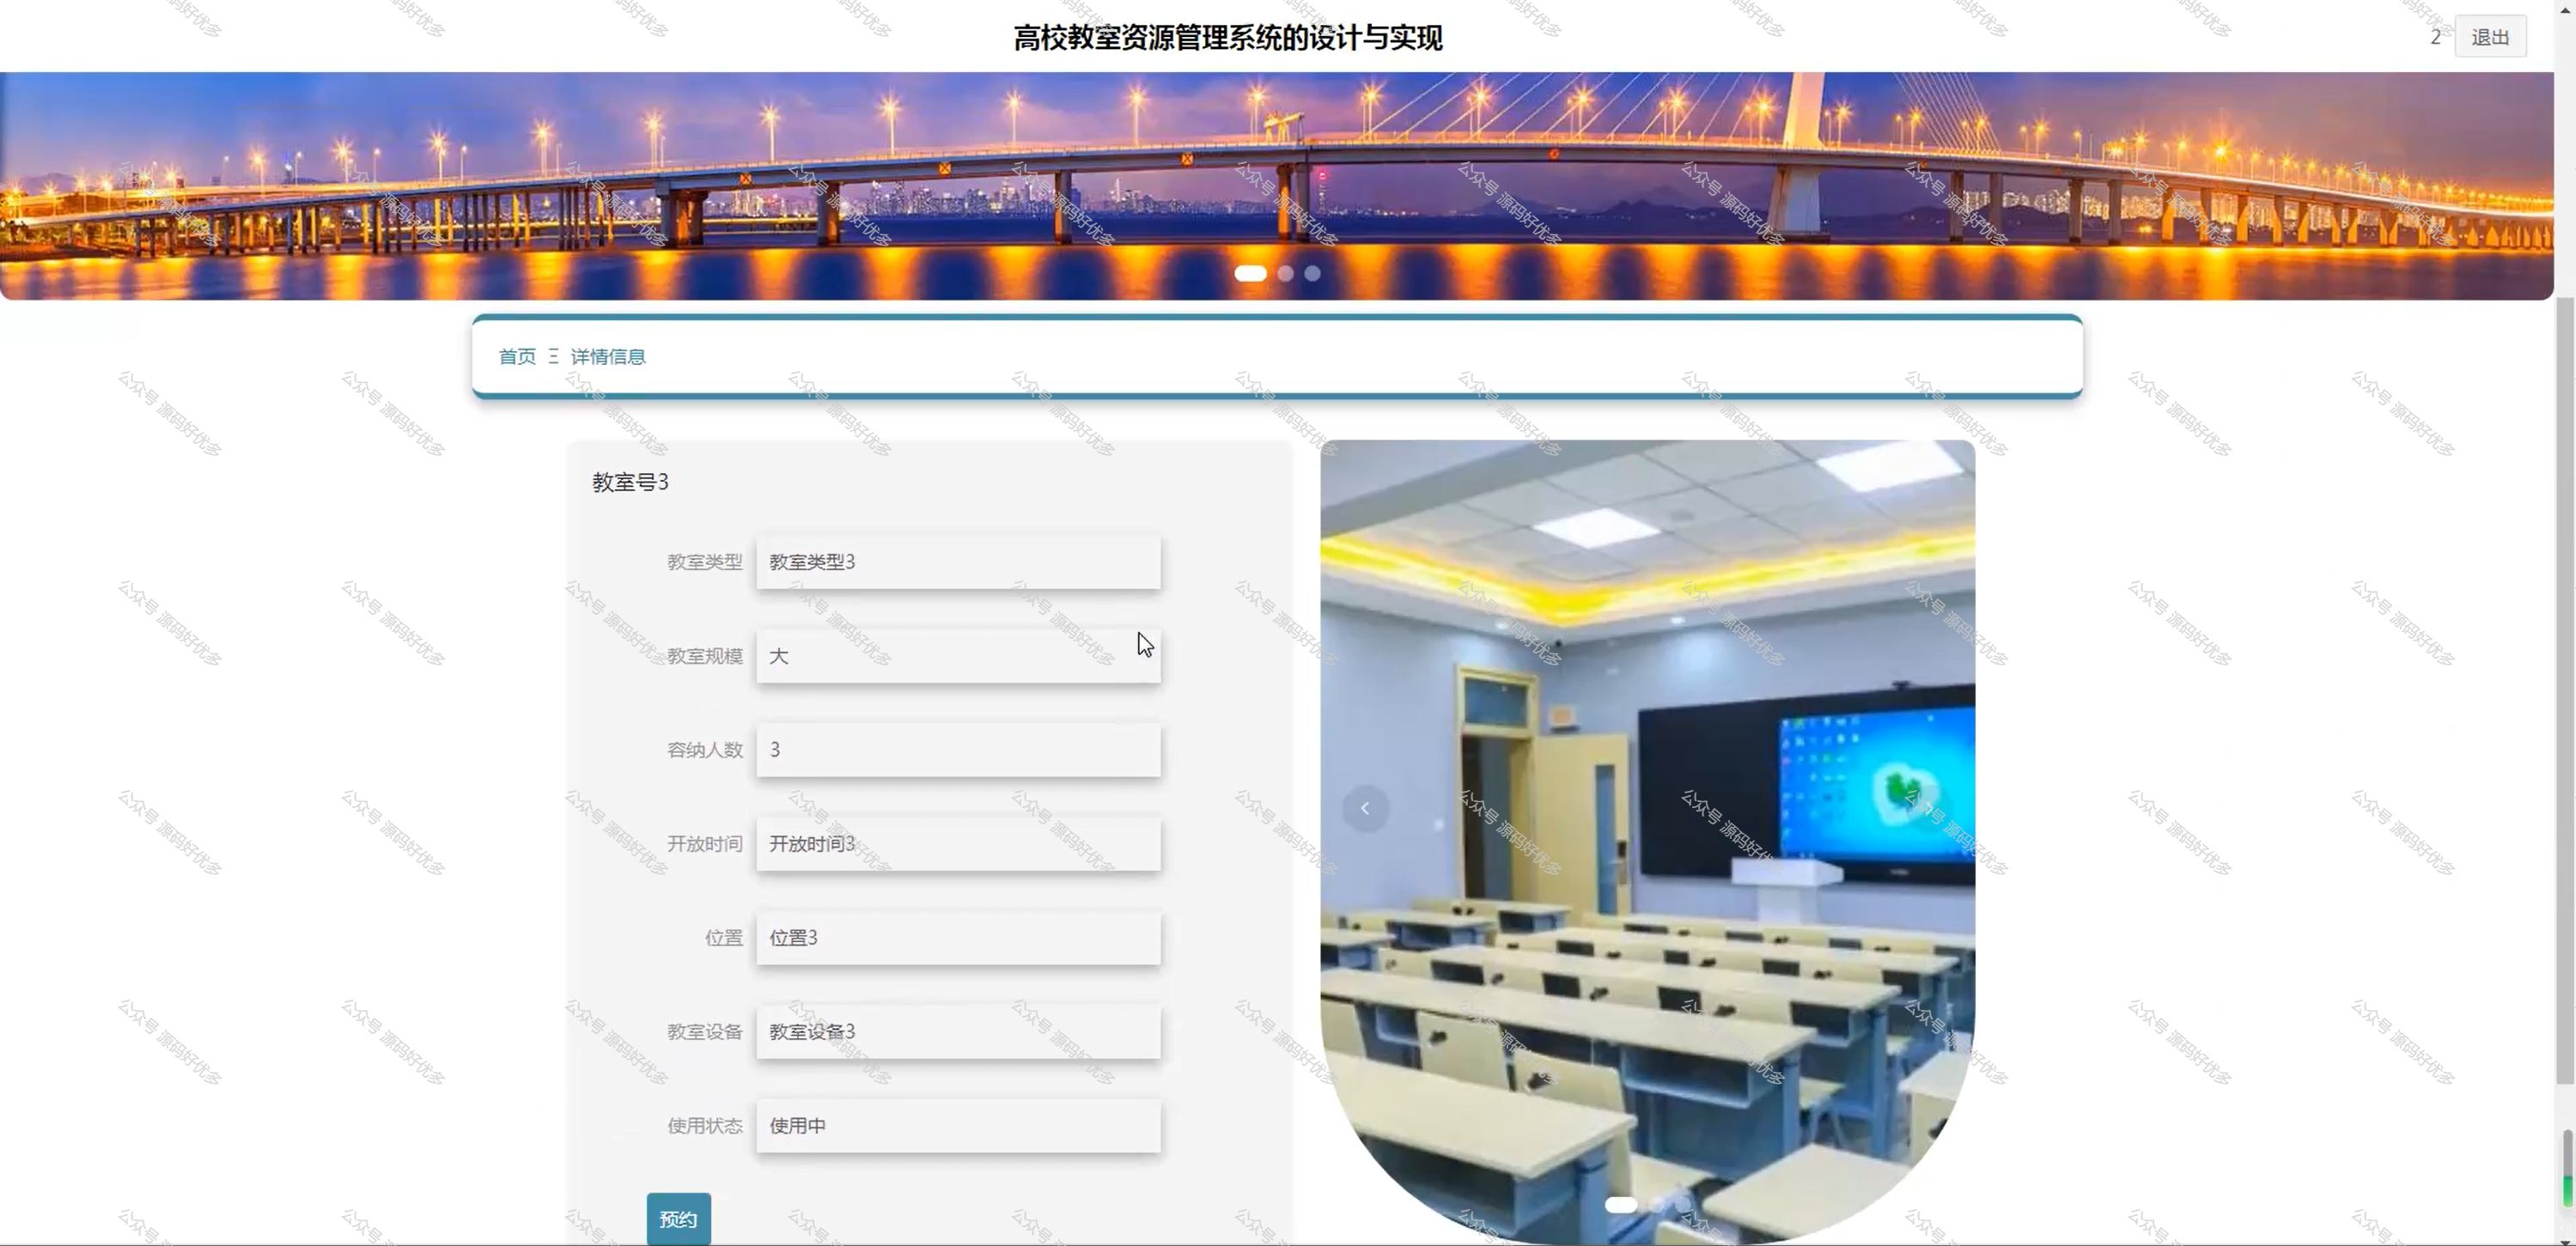 高校教室资源管理系统的设计与实现
2 退出
首页 Ξ 详情信息
教室号3
教室类型 教室类型3
教室规模 大
容纳人数 3
开放时间 开放时间3
位置 位置3
教室设备 教室设备3
使用状态 使用中
预约
公众号 源码好优多